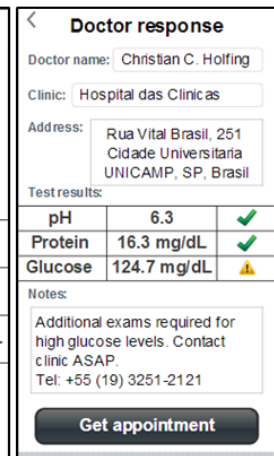 Doctor response
Doctor name: Christian C. Holfing
Clinic: Hospital das Clinicas
Address: Rua Vital Brasil, 251
Cidade Universitaria
UNICAMP, SP, Brasil
Test results:
pH 6.3
Protein 16.3 mg/dL
Glucose 124.7 mg/dL
Notes:
Additional exams required for
high glucose levels. Contact
clinic ASAP.
Tel: +55 (19) 3251-2121
Get appointment